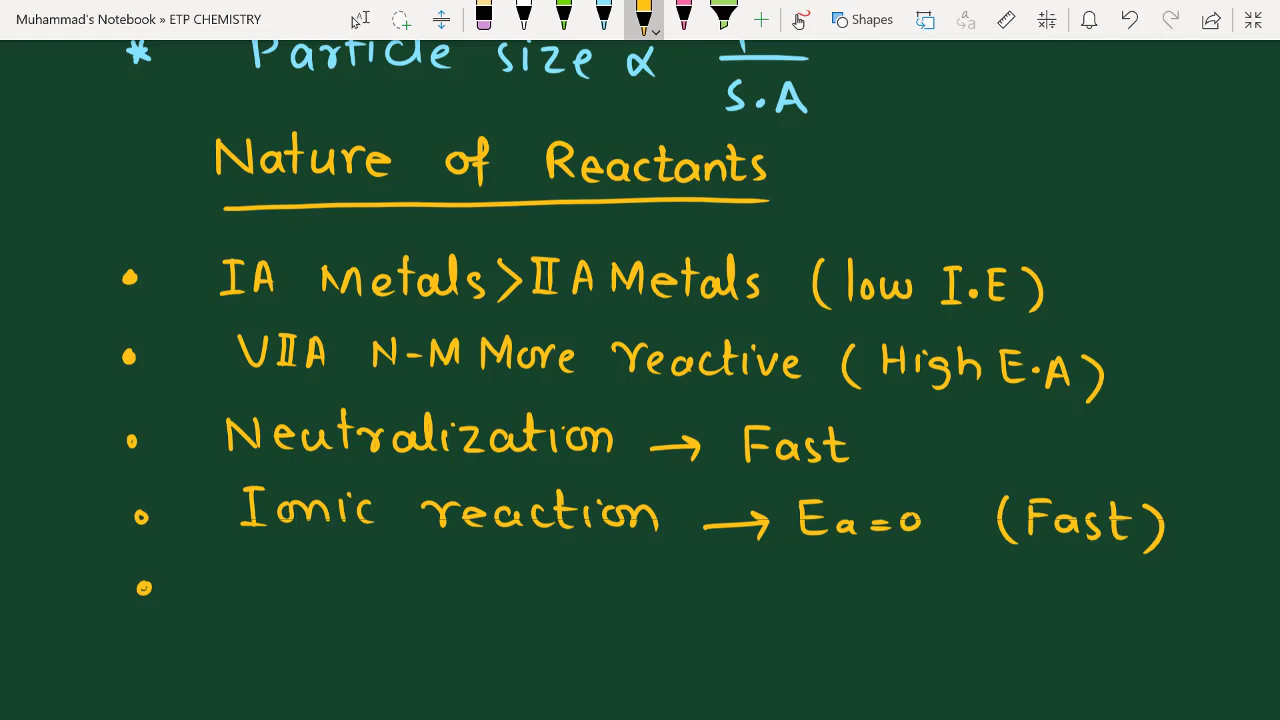 Muhammad's Notebook » ETP CHEMISTRY
Shapes
* Particle size ∝ 1/S.A
Nature of Reactants
• IA Metals > IIA Metals (low I.E)
• VIIA N-M More reactive (High E.A)
• Neutralization → Fast
• Ionic reaction → Ea = 0 (Fast)
•